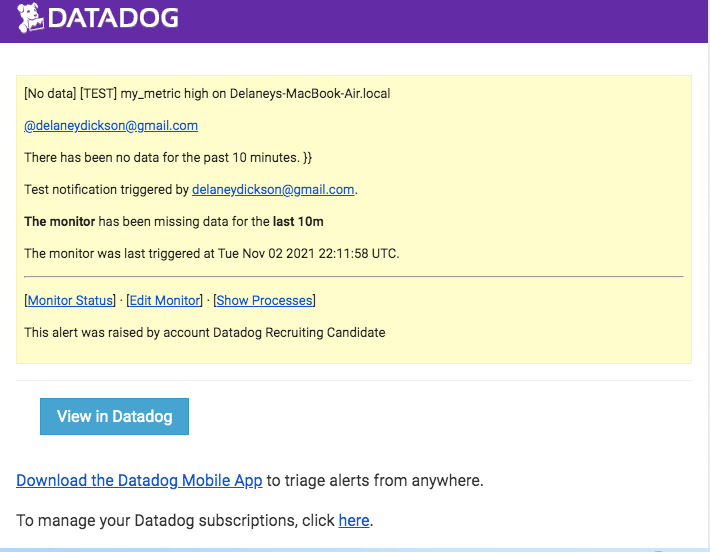 DATADOG
[No data] [TEST] my_metric high on Delaneys-MacBook-Air.local
@delaneydickson@gmail.com
There has been no data for the past 10 minutes. }}
Test notification triggered by delaneydickson@gmail.com.
The monitor has been missing data for the last 10m
The monitor was last triggered at Tue Nov 02 2021 22:11:58 UTC.
[Monitor Status] · [Edit Monitor] · [Show Processes]
This alert was raised by account Datadog Recruiting Candidate
View in Datadog
Download the Datadog Mobile App to triage alerts from anywhere.
To manage your Datadog subscriptions, click here.